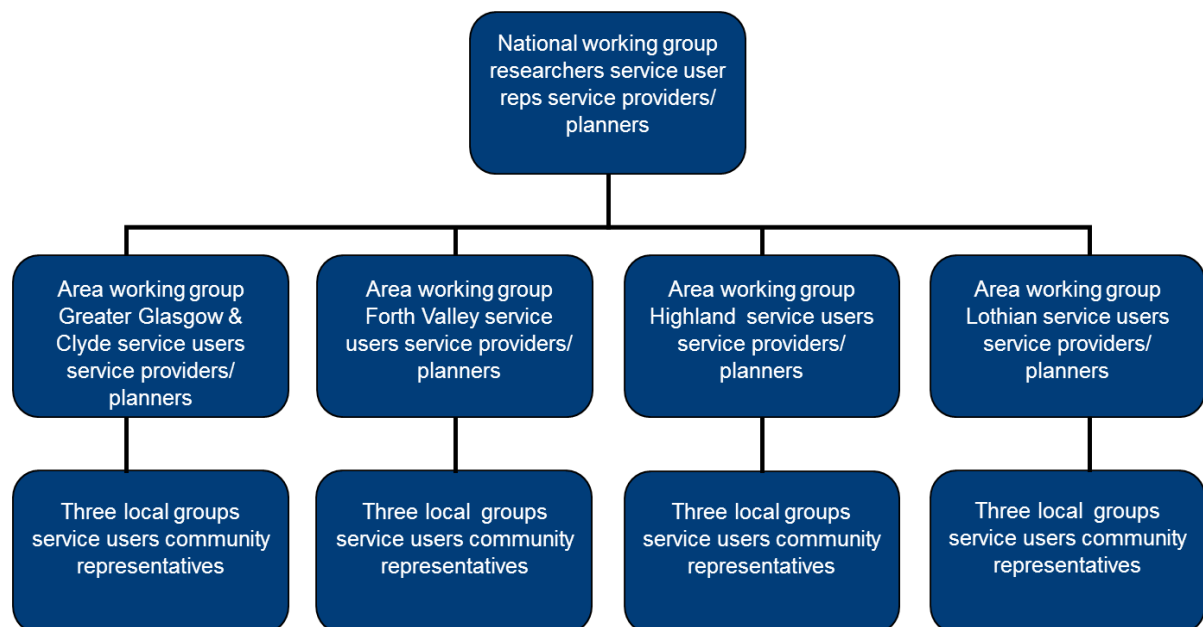 National working group
researchers service user
reps service providers/
planners
Area working group
Greater Glasgow &
Clyde service users
service providers/
planners
Area working group
Forth Valley service
users service providers/
planners
Area working group
Highland service users
service providers/
planners
Area working group
Lothian service users
service providers/
planners
Three local groups
service users community
representatives
Three local groups
service users community
representatives
Three local groups
service users community
representatives
Three local groups
service users community
representatives